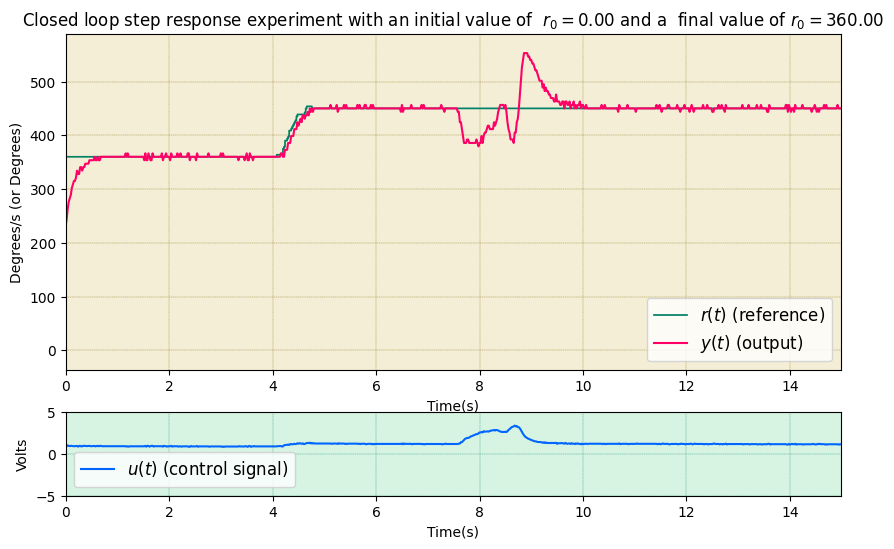 Closed loop step response experiment with an initial value of r₀ = 0.00 and a final value of r₀ = 360.00
Degrees/s (or Degrees)
500
400
300
200
100
0
r(t) (reference)
y(t) (output)
0 2 4 6 8 10 12 14
Time(s)
Volts
5
0
−5
u(t) (control signal)
0 2 4 6 8 10 12 14
Time(s)